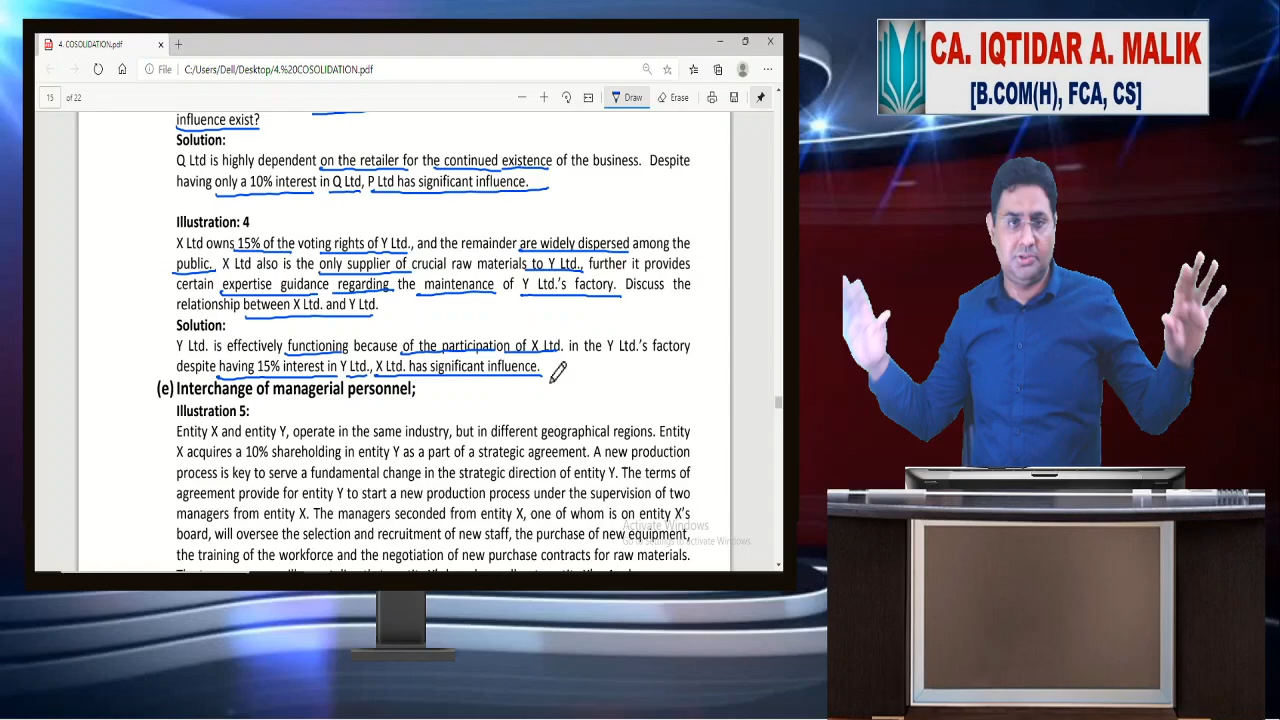 4. COSOLIDATION.pdf
File
C:/Users/Dell/Desktop/4.%20COSOLIDATION.pdf
15 of 22
Draw
Erase
influence exist?
Solution:
Q Ltd is highly dependent on the retailer for the continued existence of the business. Despite
having only a 10% interest in Q Ltd, P Ltd has significant influence.
Illustration: 4
X Ltd owns 15% of the voting rights of Y Ltd., and the remainder are widely dispersed among the
public. X Ltd also is the only supplier of crucial raw materials to Y Ltd., further it provides
certain expertise guidance regarding the maintenance of Y Ltd.'s factory. Discuss the
relationship between X Ltd. and Y Ltd.
Solution:
Y Ltd. is effectively functioning because of the participation of X Ltd. in the Y Ltd.'s factory
despite having 15% interest in Y Ltd., X Ltd. has significant influence.
(e) Interchange of managerial personnel;
Illustration 5:
Entity X and entity Y, operate in the same industry, but in different geographical regions. Entity
X acquires a 10% shareholding in entity Y as a part of a strategic agreement. A new production
process is key to serve a fundamental change in the strategic direction of entity Y. The terms of
agreement provide for entity Y to start a new production process under the supervision of two
managers from entity X. The managers seconded from entity X, one of whom is on entity X's
board, will oversee the selection and recruitment of new staff, the purchase of new equipment,
the training of the workforce and the negotiation of new purchase contracts for raw materials.
Activate Windows
Go to Settings to activate Windows.
CA. IQTIDAR A. MALIK
[B.COM(H), FCA, CS]